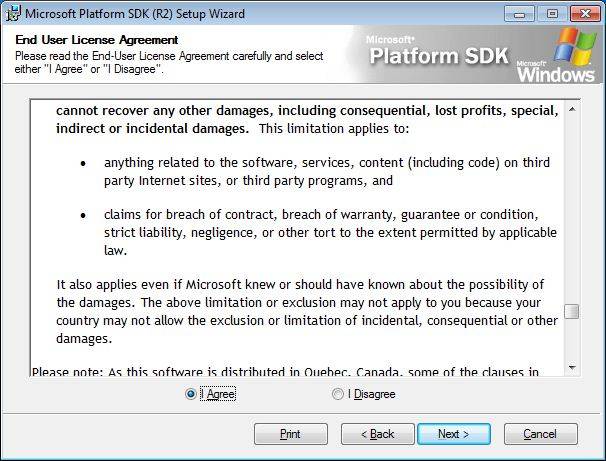 Microsoft Platform SDK (R2) Setup Wizard
End User License Agreement
Please read the End-User License Agreement carefully and select
either "I Agree" or "I Disagree".
Microsoft®
Platform SDK
Microsoft®
Windows
cannot recover any other damages, including consequential, lost profits, special,
indirect or incidental damages. This limitation applies to:
• anything related to the software, services, content (including code) on third
party Internet sites, or third party programs, and
• claims for breach of contract, breach of warranty, guarantee or condition,
strict liability, negligence, or other tort to the extent permitted by applicable
law.
It also applies even if Microsoft knew or should have known about the possibility of
the damages. The above limitation or exclusion may not apply to you because your
country may not allow the exclusion or limitation of incidental, consequential or other
damages.
Please note: As this software is distributed in Quebec, Canada, some of the clauses in
I Agree
I Disagree
Print
< Back
Next >
Cancel